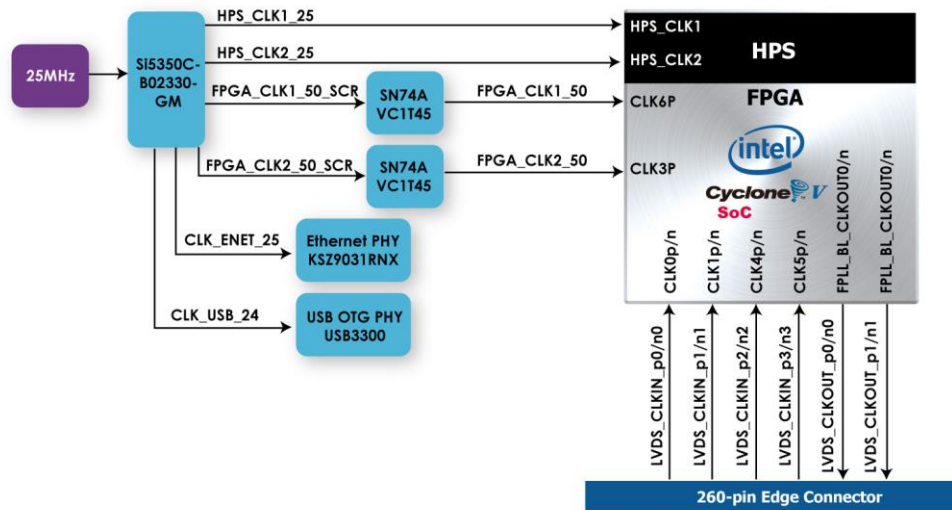 25MHz
Si5350C-
B02330-
GM
HPS_CLK1_25
HPS_CLK2_25
FPGA_CLK1_50_SCR
SN74A
VC1T45
FPGA_CLK1_50
FPGA_CLK2_50_SCR
SN74A
VC1T45
FPGA_CLK2_50
CLK_ENET_25
Ethernet PHY
KSZ9031RNX
CLK_USB_24
USB OTG PHY
USB3300
HPS_CLK1
HPS
HPS_CLK2
FPGA
CLK6P
intel
CLK3P
Cyclone V
SoC
CLK0p/n
CLK1p/n
CLK4p/n
CLK5p/n
FPLL_BL_CLKOUT0/n
FPLL_BL_CLKOUT0/n
LVDS_CLKIN_p0/n0
LVDS_CLKIN_p1/n1
LVDS_CLKIN_p2/n2
LVDS_CLKIN_p3/n3
LVDS_CLKOUT_p0/n0
LVDS_CLKOUT_p1/n1
260-pin Edge Connector